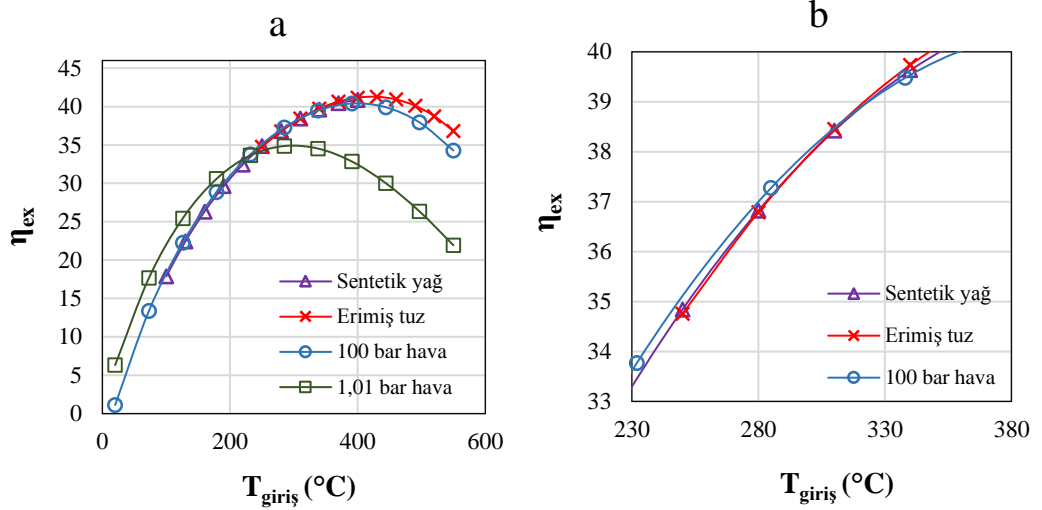 a
45
40
35
30
25
20
15
10
5
0
0
200
400
600
ηex
Tgiriş (°C)
Sentetik yağ
Erimiş tuz
100 bar hava
1,01 bar hava
b
40
39
38
37
36
35
34
33
230
280
330
380
ηex
Tgiriş (°C)
Sentetik yağ
Erimiş tuz
100 bar hava